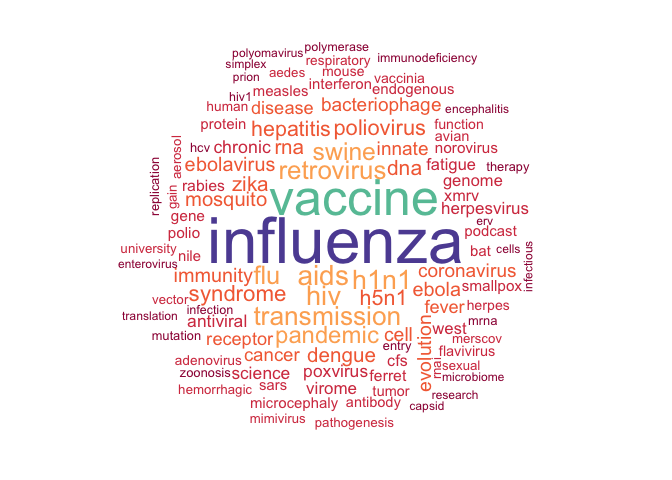 polyomavirus polymerase
simplex respiratory immunodeficiency
prion aedes mouse vaccinia
hiv1 measles interferon endogenous
human disease bacteriophage encephalitis
protein hepatitis poliovirus function
hcv chronic rna swine innate avian norovirus
aerosol ebolavirus retrovirus dna fatigue therapy
replication gain rabies zika vaccine genome
mosquito xmrv
gene herpesvirus
polio influenza erv podcast
university nile bat cells infectious
enterovirus immunity flu aids h1n1 coronavirus
vector syndrome hiv h5n1 ebola smallpox
infection transmission fever herpes
translation antiviral mrna
mutation receptor pandemic cell west merscov
adenovirus cancer dengue entry evolution rnai flavivirus
zoonosis science poxvirus cfs sexual
hemorrhagic sars virome ferret tumor microbiome
microcephaly antibody capsid research
mimivirus pathogenesis